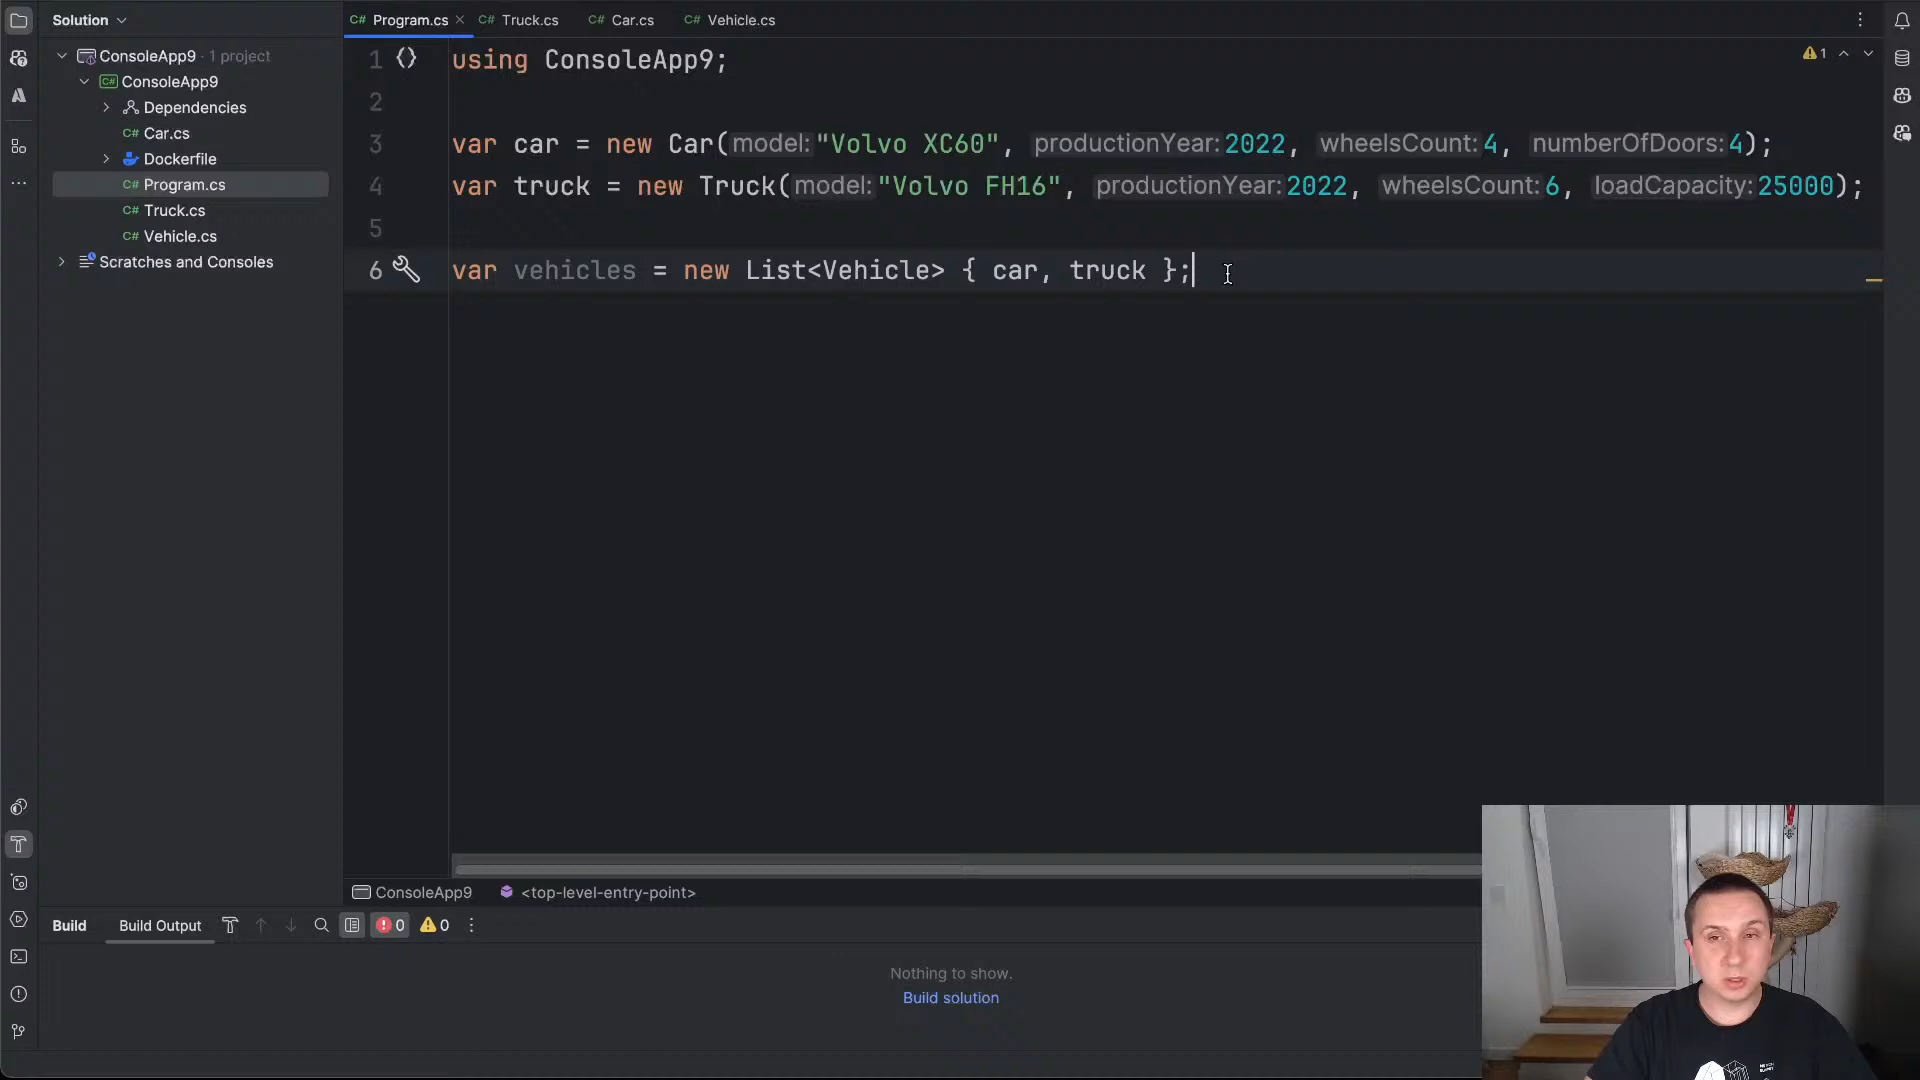 Solution
C# Program.cs
C# Truck.cs
C# Car.cs
C# Vehicle.cs
ConsoleApp9 · 1 project
C# ConsoleApp9
Dependencies
C# Car.cs
Dockerfile
C# Program.cs
C# Truck.cs
C# Vehicle.cs
Scratches and Consoles
1 using ConsoleApp9;
2
3 var car = new Car(model:"Volvo XC60", productionYear:2022, wheelsCount:4, numberOfDoors:4);
4 var truck = new Truck(model:"Volvo FH16", productionYear:2022, wheelsCount:6, loadCapacity:25000);
5
6 var vehicles = new List<Vehicle> { car, truck };
1
ConsoleApp9
<top-level-entry-point>
Build
Build Output
0
0
Nothing to show.
Build solution